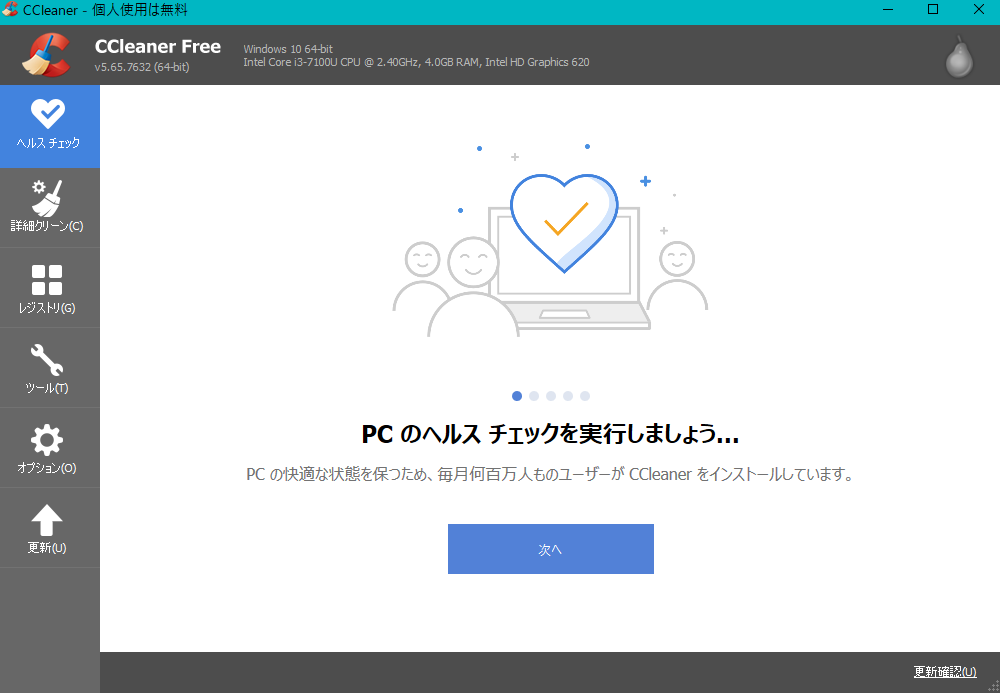 CCleaner - 個人使用は無料
CCleaner Free
v5.65.7632 (64-bit)
Windows 10 64-bit
Intel Core i3-7100U CPU @ 2.40GHz, 4.0GB RAM, Intel HD Graphics 620
ヘルス チェック
詳細クリーン(C)
レジストリ(G)
ツール(T)
オプション(O)
更新(U)
PC のヘルス チェックを実行しましょう...
PC の快適な状態を保つため、毎月何百万人ものユーザーが CCleaner をインストールしています。
次へ
更新確認(U)